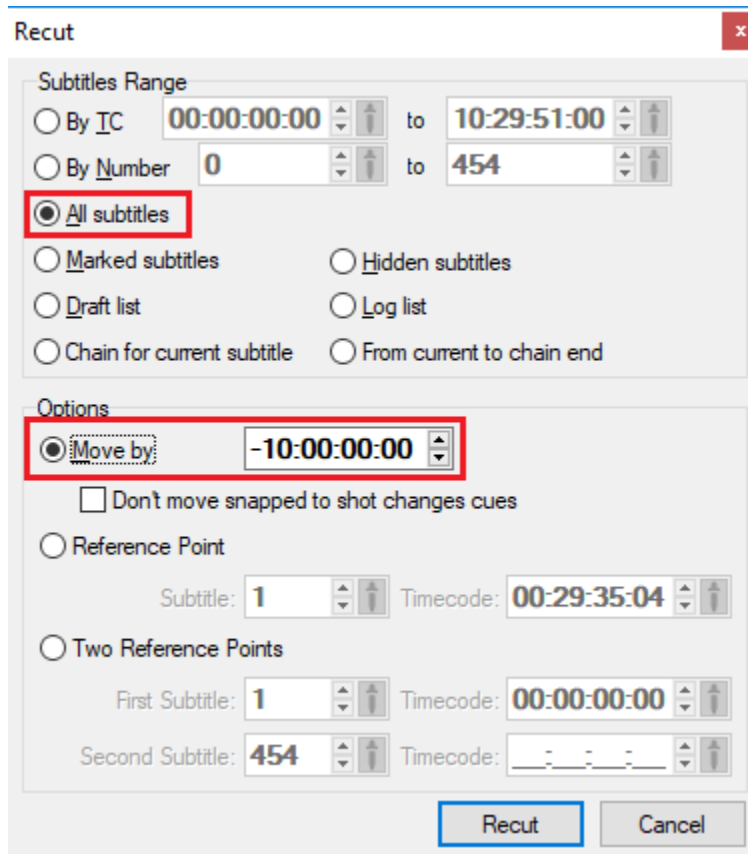 Recut
x
Subtitles Range
By TC 00:00:00:00 to 10:29:51:00
By Number 0 to 454
All subtitles
Marked subtitles Hidden subtitles
Draft list Log list
Chain for current subtitle From current to chain end
Options
Move by -10:00:00:00
Don't move snapped to shot changes cues
Reference Point
Subtitle: 1 Timecode: 00:29:35:04
Two Reference Points
First Subtitle: 1 Timecode: 00:00:00:00
Second Subtitle: 454 Timecode: __:__:__:__
Recut Cancel